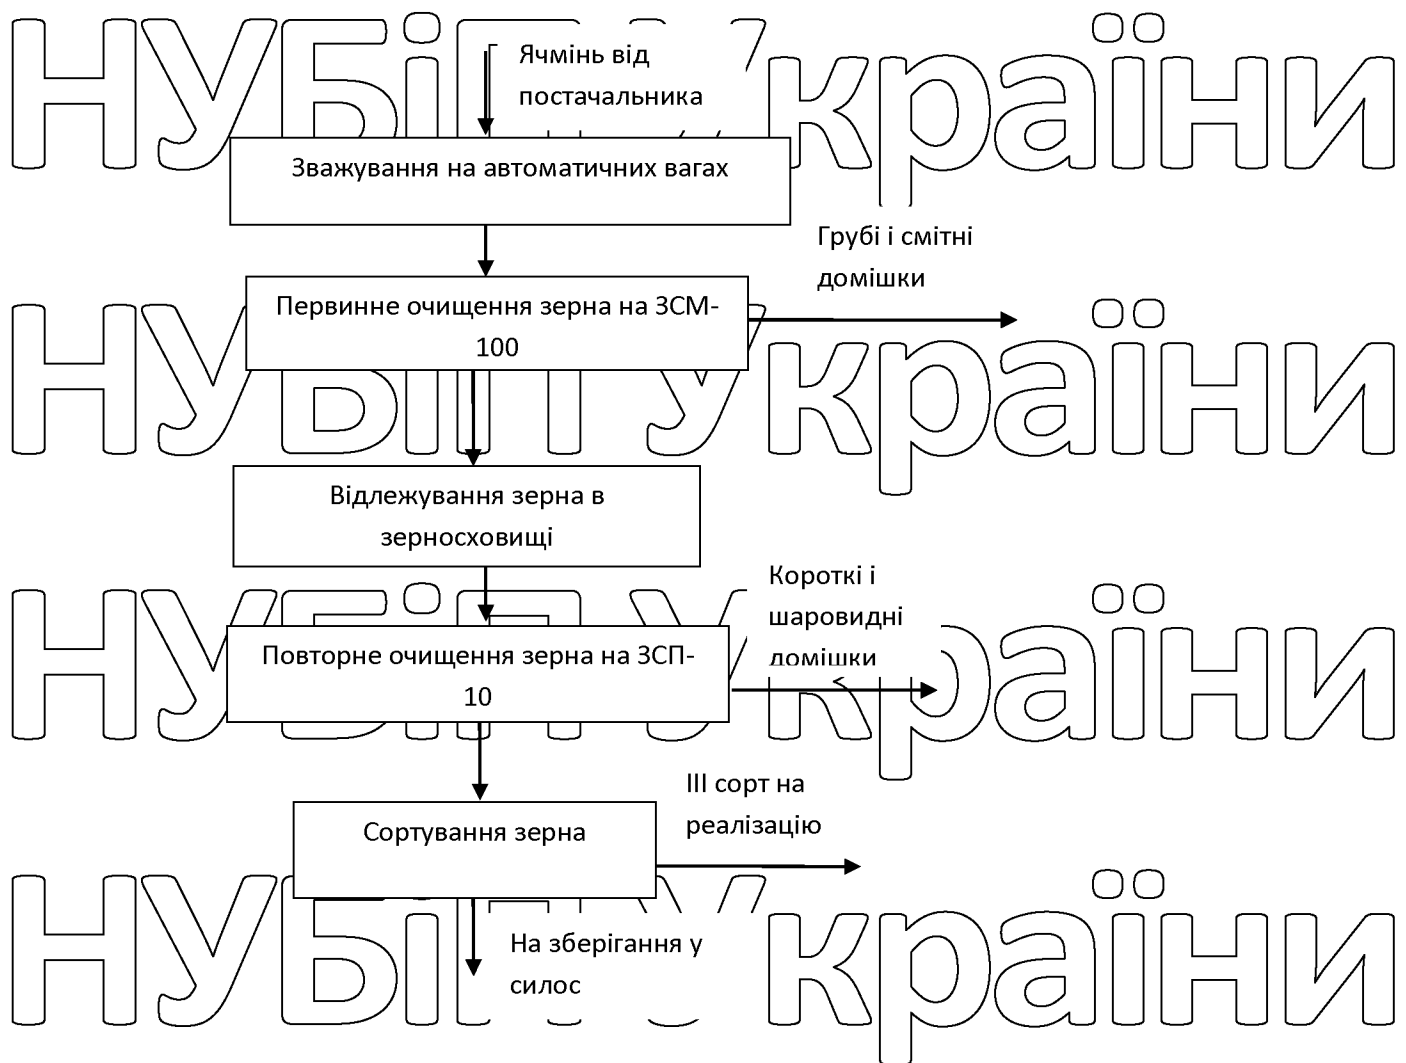 НУБіП України
Ячмінь від
постачальника
Зважування на автоматичних вагах
Грубі і смітні
домішки
Первинне очищення зерна на ЗСМ-
100
НУБіП України
Відлежування зерна в
зерносховищі
Короткі і
шаровидні
домішки
НУБіП України
Повторне очищення зерна на ЗСП-
10
ІІІ сорт на
реалізацію
Сортування зерна
НУБіП України
На зберігання у
силос